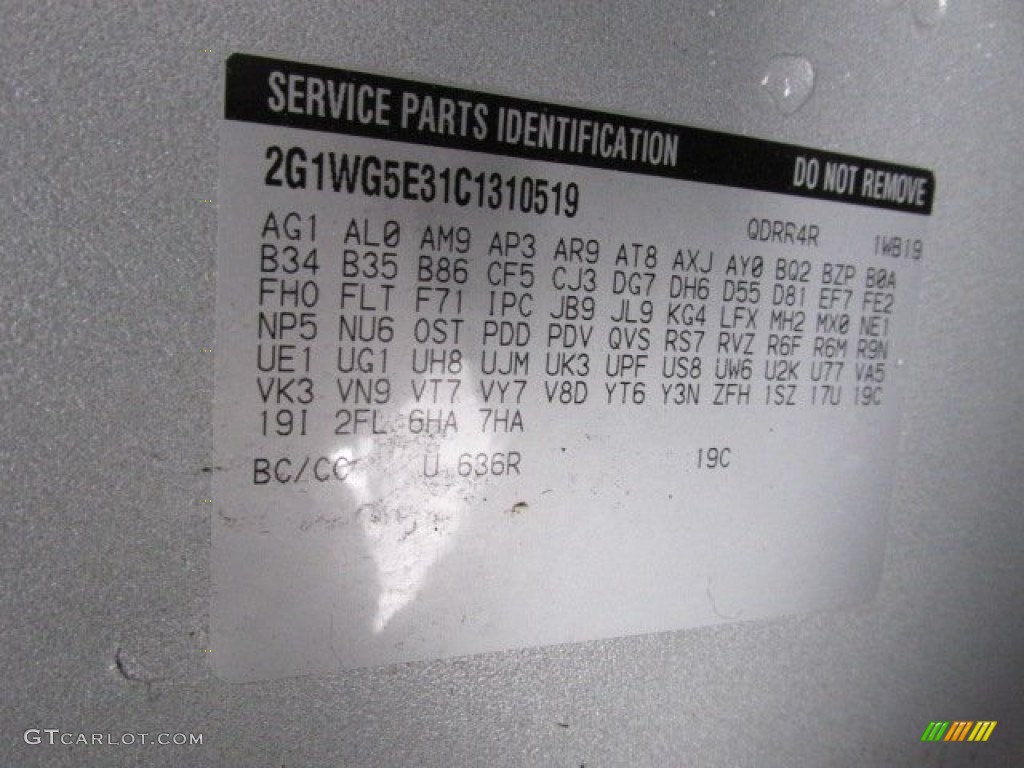 SERVICE PARTS IDENTIFICATION DO NOT REMOVE
2G1WG5E31C1310519
QDRR4R 1WB19
AG1 AL0 AM9 AP3 AR9 AT8 AXJ AY0 BQ2 BZP B0A
B34 B35 B86 CF5 CJ3 DG7 DH6 D55 D81 EF7 FE2
FHO FLT F71 IPC JB9 JL9 KG4 LFX MH2 MX0 NE1
NP5 NU6 OST PDD PDV QVS RS7 RVZ R6F R6M R9N
UE1 UG1 UH8 UJM UK3 UPF US8 UW6 U2K U77 VA5
VK3 VN9 VT7 VY7 V8D YT6 Y3N ZFH 1SZ 17U 19C
19I 2FL 6HA 7HA
BC/CC U 636R 19C
GTCARLOT.COM